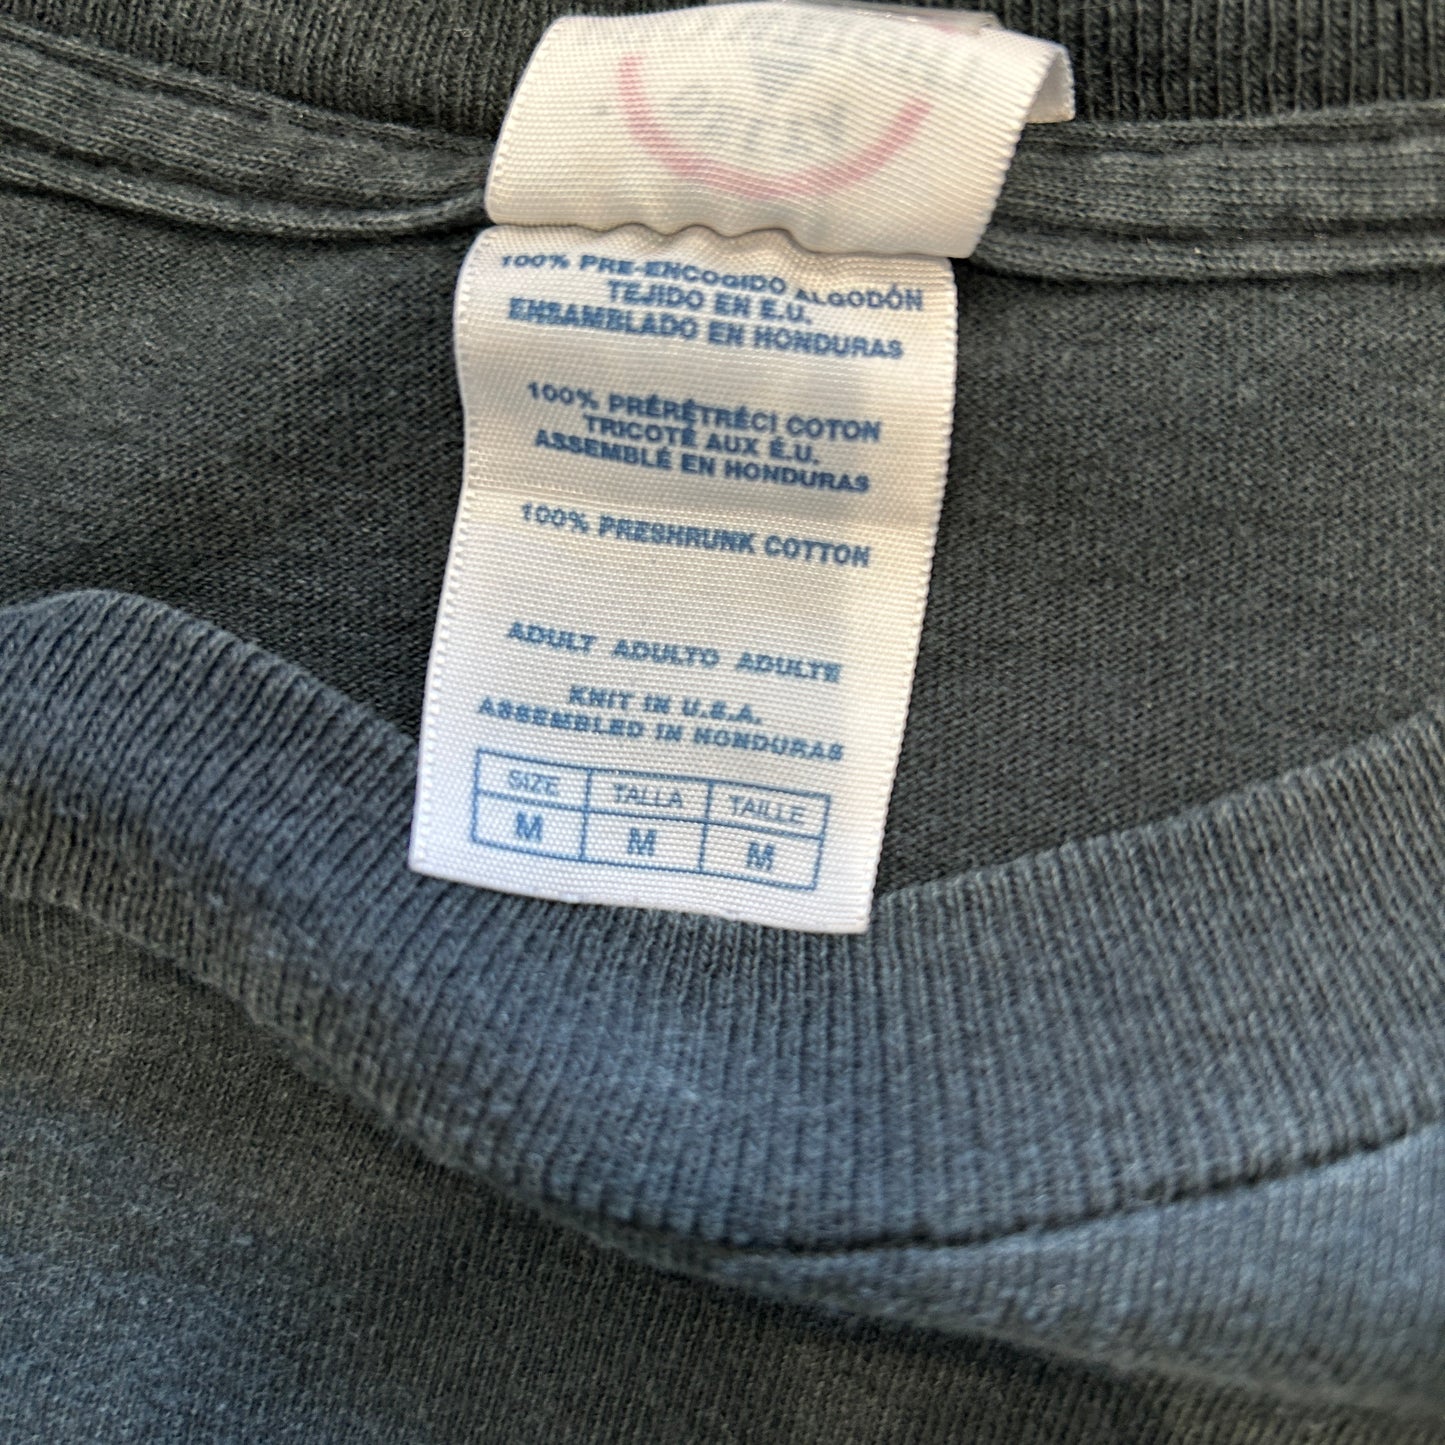 100% PRE-ENCOGIDO ALGODÓN
TEJIDO EN E.U.
ENSAMBLADO EN HONDURAS
100% PRÉRÉTRÉCI COTON
TRICOTÉ AUX É.U.
ASSEMBLÉ EN HONDURAS
100% PRESHRUNK COTTON
ADULT ADULTO ADULTE
KNIT IN U.S.A.
ASSEMBLED IN HONDURAS
SIZE TALLA TAILLE
M M M